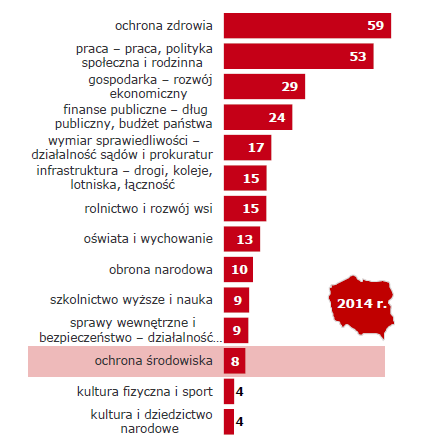 ochrona zdrowia 59
praca – praca, polityka
społeczna i rodzinna 53
gospodarka – rozwój
ekonomiczny 29
finanse publiczne – dług
publiczny, budżet państwa 24
wymiar sprawiedliwości –
działalność sądów i prokuratur 17
infrastruktura – drogi, koleje,
lotniska, łączność 15
rolnictwo i rozwój wsi 15
oświata i wychowanie 13
obrona narodowa 10
szkolnictwo wyższe i nauka 9
2014 r.
sprawy wewnętrzne i
bezpieczeństwo – działalność... 9
ochrona środowiska 8
kultura fizyczna i sport 4
kultura i dziedzictwo
narodowe 4